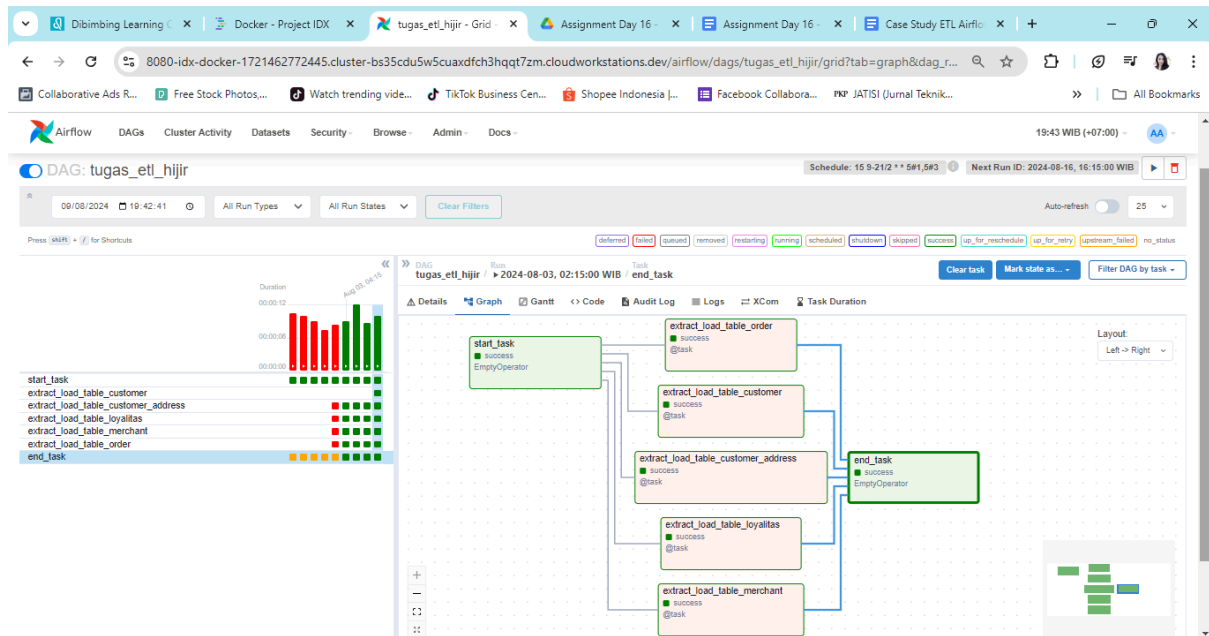 Dibimbing Learning C
Docker - Project IDX
tugas_etl_hijir - Grid -
Assignment Day 16 -
Assignment Day 16 -
Case Study ETL Airflo
8080-idx-docker-1721462772445.cluster-bs35cdu5w5cuaxdfch3hqqt7zm.cloudworkstations.dev/airflow/dags/tugas_etl_hijir/grid?tab=graph&dag_r...
Collaborative Ads R...
Free Stock Photos,...
Watch trending vide...
TikTok Business Cen...
Shopee Indonesia |...
Facebook Collabora...
PKP JATISI (Jurnal Teknik...
All Bookmarks
Airflow
DAGs
Cluster Activity
Datasets
Security
Browse
Admin
Docs
19:43 WIB (+07:00)
AA
DAG: tugas_etl_hijir
Schedule: 15 9-21/2 * * 5#1,5#3
Next Run ID: 2024-08-16, 16:15:00 WIB
09/08/2024 19:42:41
All Run Types
All Run States
Clear Filters
Auto-refresh
25
Press shift + / for Shortcuts
deferred failed queued removed restarting running scheduled shutdown skipped success up_for_reschedule up_for_retry upstream_failed no_status
Duration
Aug 03, 04:15
00:00:12
00:00:06
00:00:00
start_task
extract_load_table_customer
extract_load_table_customer_address
extract_load_table_loyalitas
extract_load_table_merchant
extract_load_table_order
end_task
DAG
tugas_etl_hijir /
Run
2024-08-03, 02:15:00 WIB /
Task
end_task
Clear task
Mark state as...
Filter DAG by task
Details
Graph
Gantt
Code
Audit Log
Logs
XCom
Task Duration
Layout:
Left -> Right
start_task
success
EmptyOperator
extract_load_table_order
success
@task
extract_load_table_customer
success
@task
extract_load_table_customer_address
success
@task
extract_load_table_loyalitas
success
@task
extract_load_table_merchant
success
@task
end_task
success
EmptyOperator